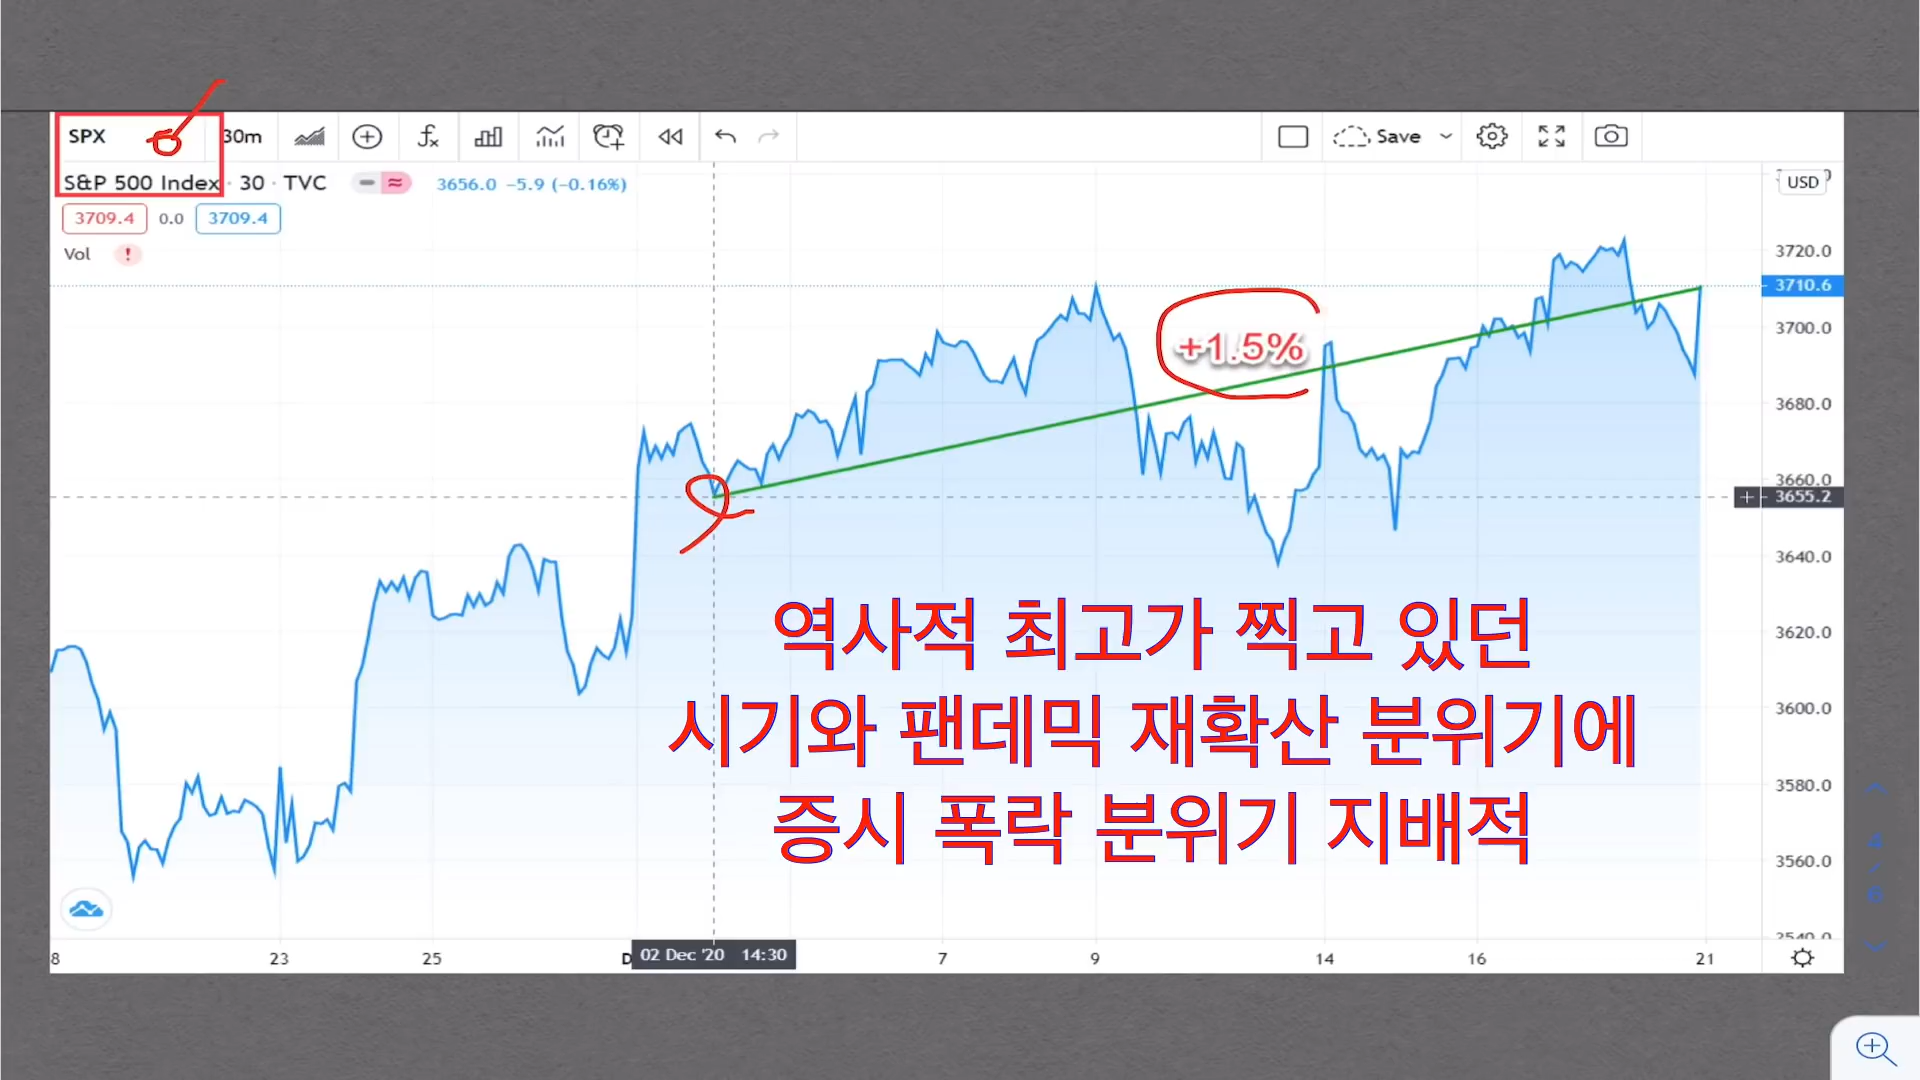 SPX 30m Save
S&P 500 Index · 30 · TVC 3656.0 −5.9 (−0.16%) USD
3709.4 0.0 3709.4
Vol !
3720.0
3710.6
3700.0
+1.5%
3680.0
3660.0
3655.2
3640.0
역사적 최고가 찍고 있던
3620.0
시기와 팬데믹 재확산 분위기에
3600.0
3580.0
증시 폭락 분위기 지배적
3560.0
3540.0
8 23 25 D 02 Dec '20 14:30 7 9 14 16 21